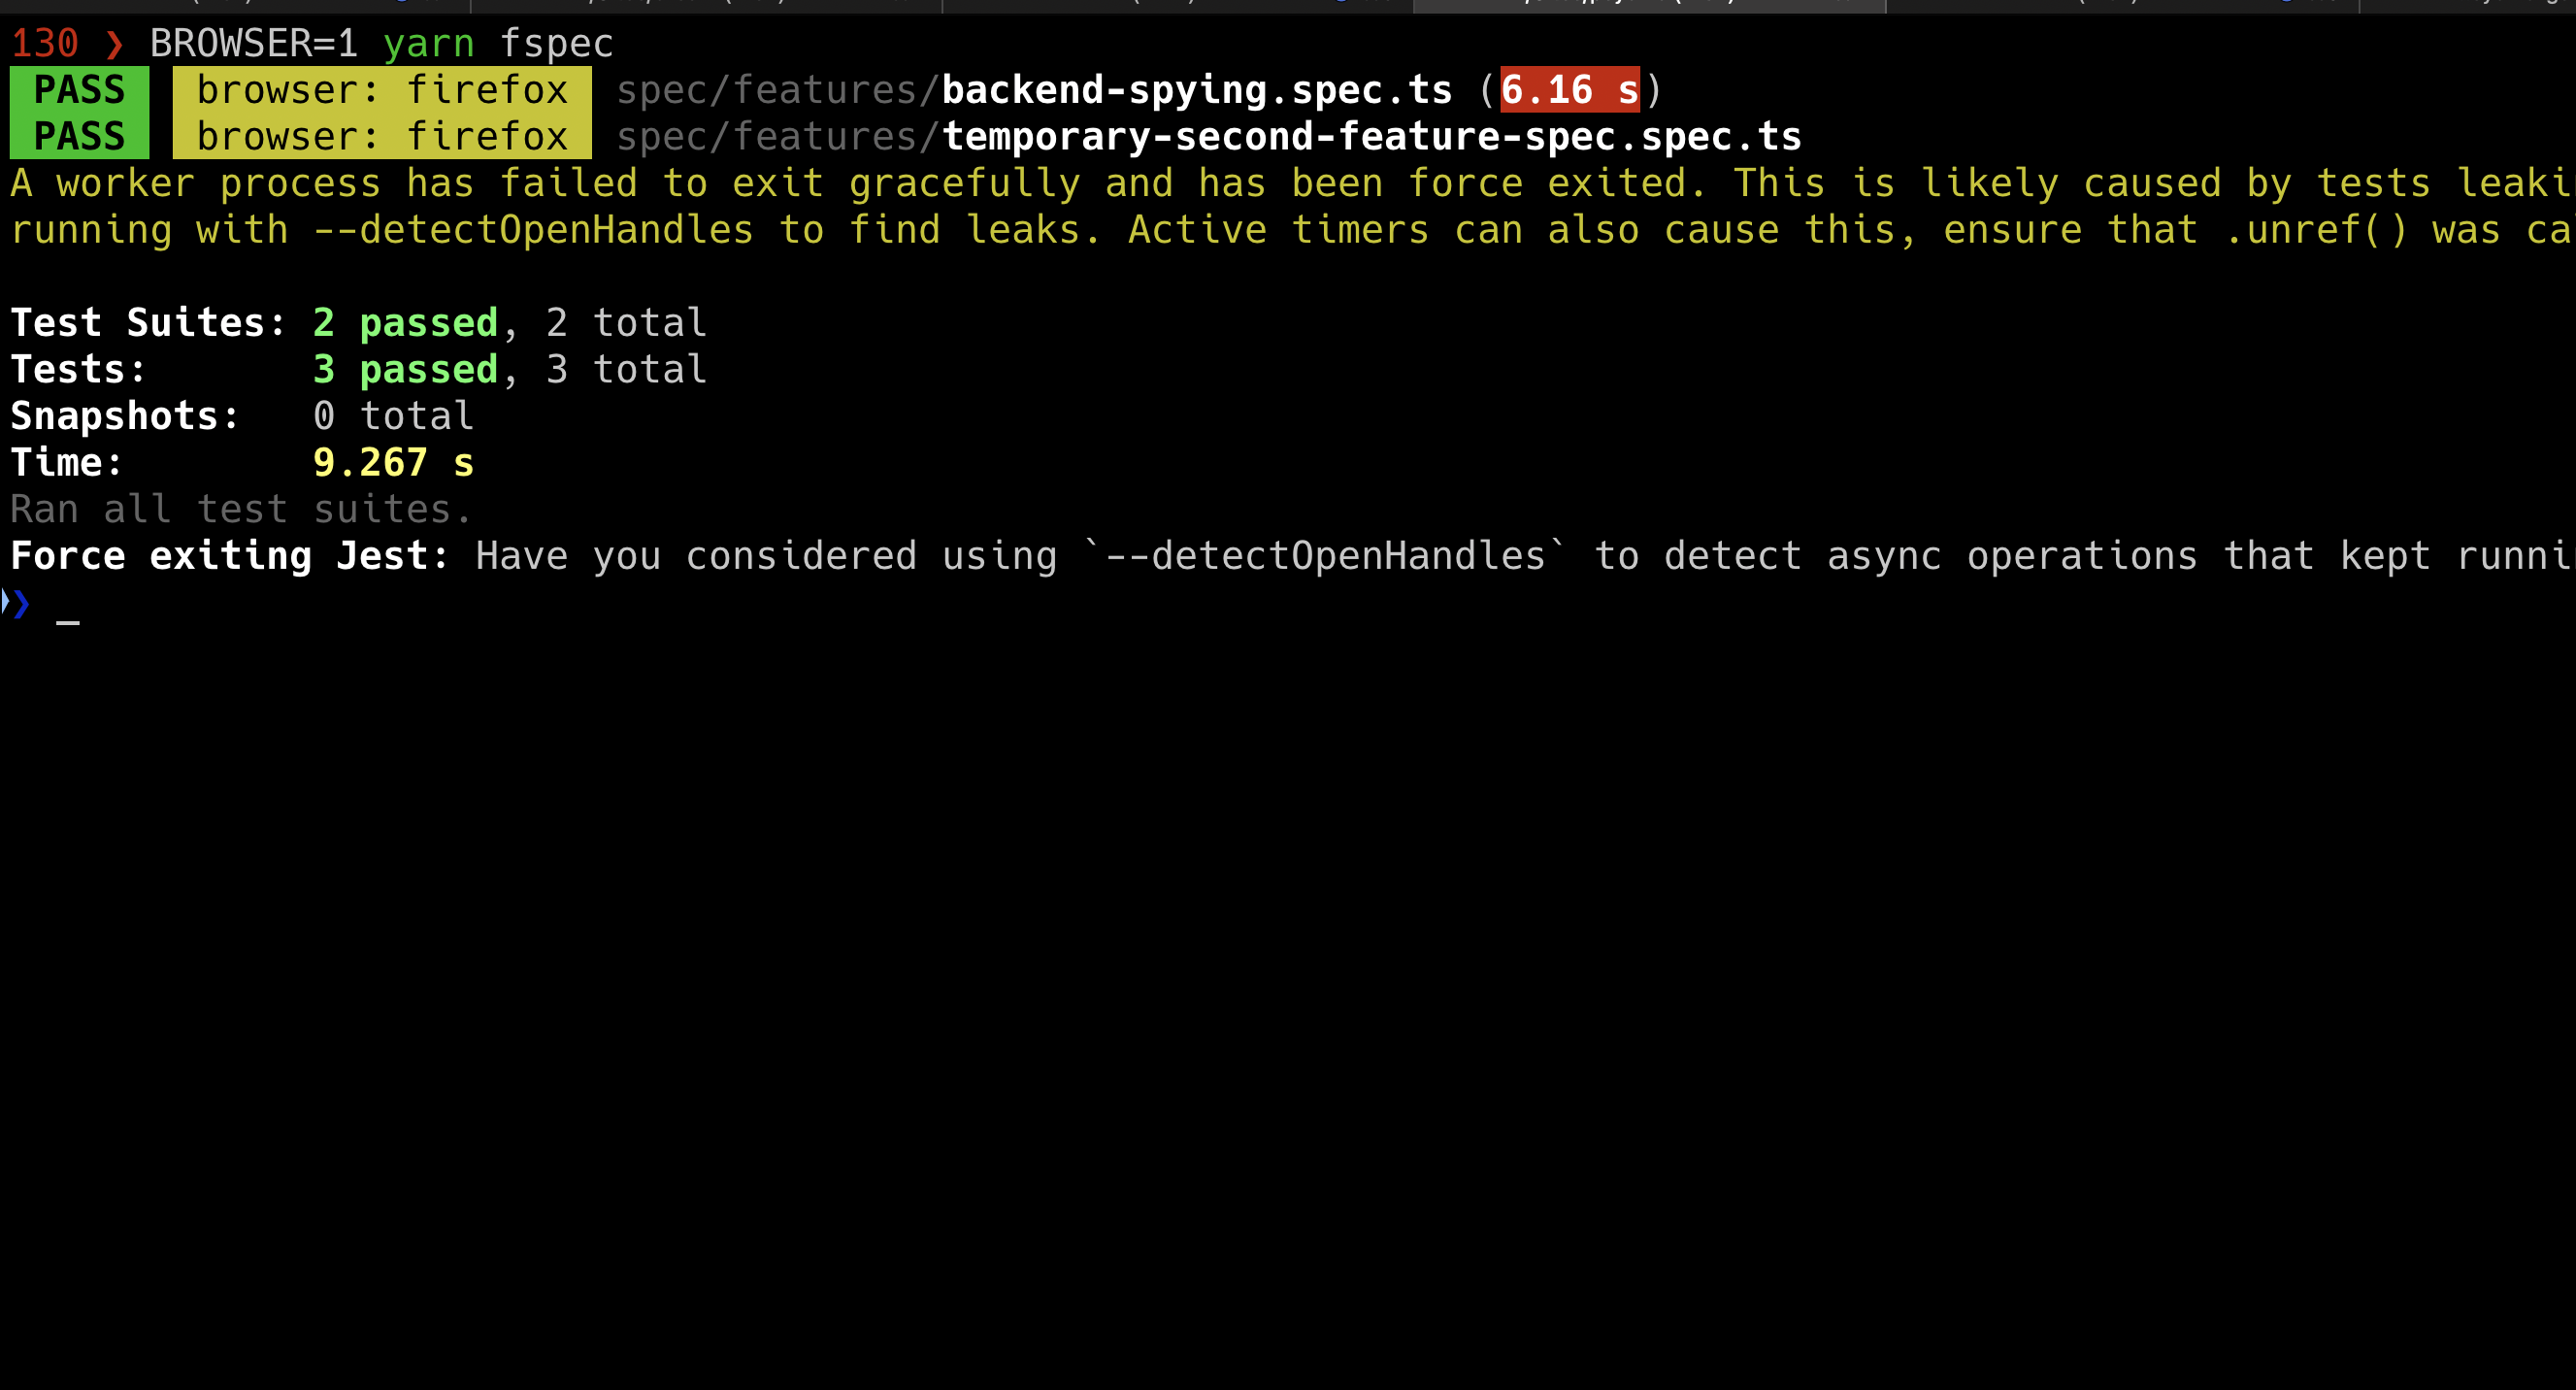 130 ❯ BROWSER=1 yarn fspec
PASS browser: firefox spec/features/backend-spying.spec.ts (6.16 s)
PASS browser: firefox spec/features/temporary-second-feature-spec.spec.ts
A worker process has failed to exit gracefully and has been force exited. This is likely caused by tests leaki
running with --detectOpenHandles to find leaks. Active timers can also cause this, ensure that .unref() was ca
Test Suites: 2 passed, 2 total
Tests: 3 passed, 3 total
Snapshots: 0 total
Time: 9.267 s
Ran all test suites.
Force exiting Jest: Have you considered using `--detectOpenHandles` to detect async operations that kept runni
❯ _